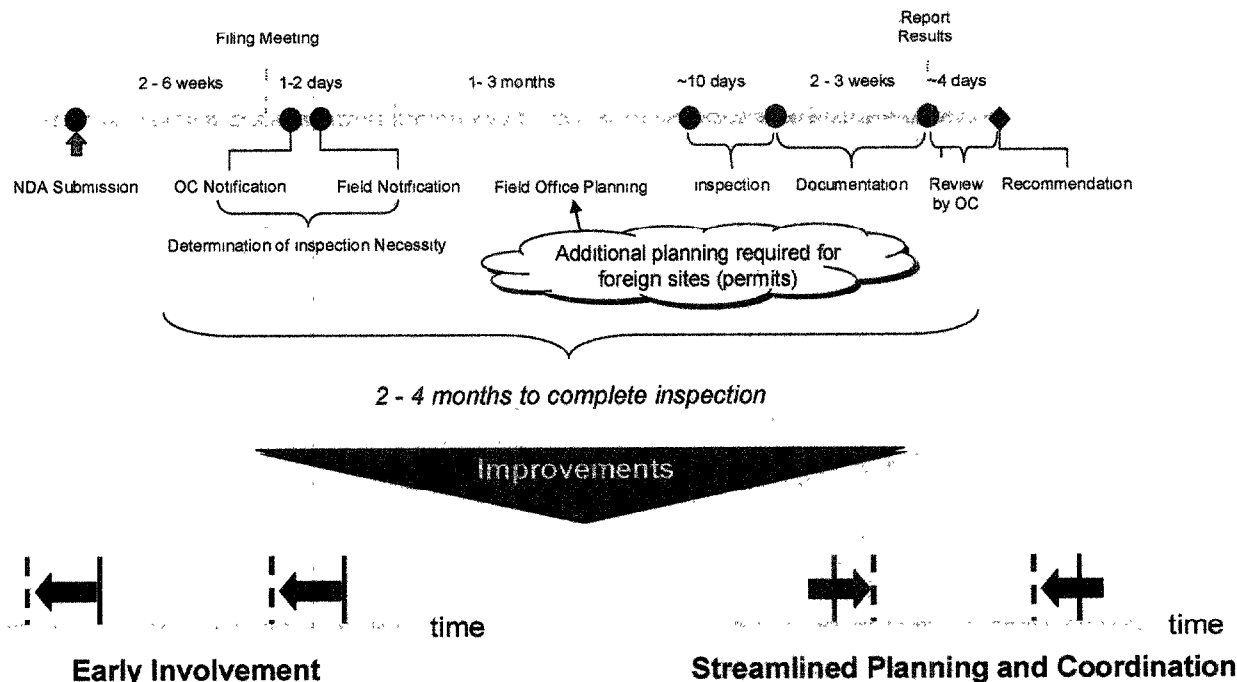 Report
Results
Filing Meeting
2 - 6 weeks
1-2 days
1- 3 months
~10 days
2 - 3 weeks
~4 days
NDA Submission
OC Notification
Field Notification
Field Office Planning
Inspection
Documentation
Review
by OC
Recommendation
Determination of Inspection Necessity
Additional planning required for
foreign sites (permits)
2 - 4 months to complete inspection
Improvements
time
time
Early Involvement
Streamlined Planning and Coordination